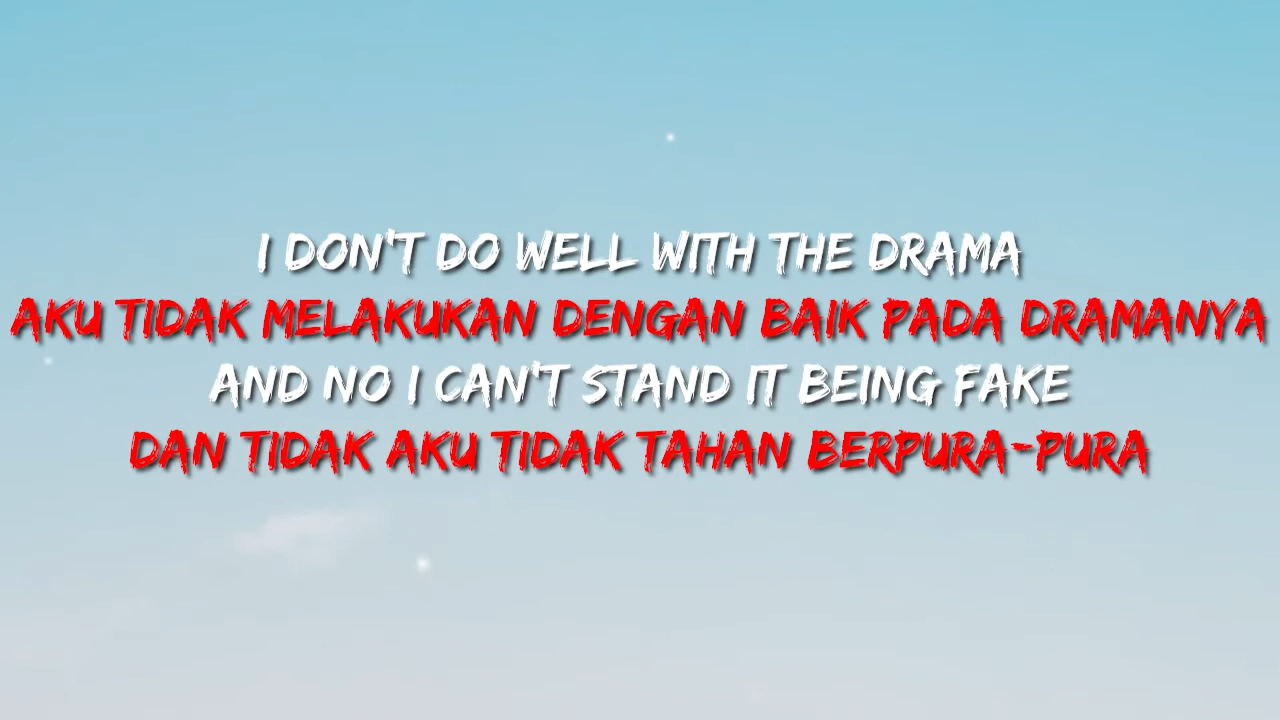 I DON'T DO WELL WITH THE DRAMA
AKU TIDAK MELAKUKAN DENGAN BAIK PADA DRAMANYA
AND NO I CAN'T STAND IT BEING FAKE
DAN TIDAK AKU TIDAK TAHAN BERPURA-PURA